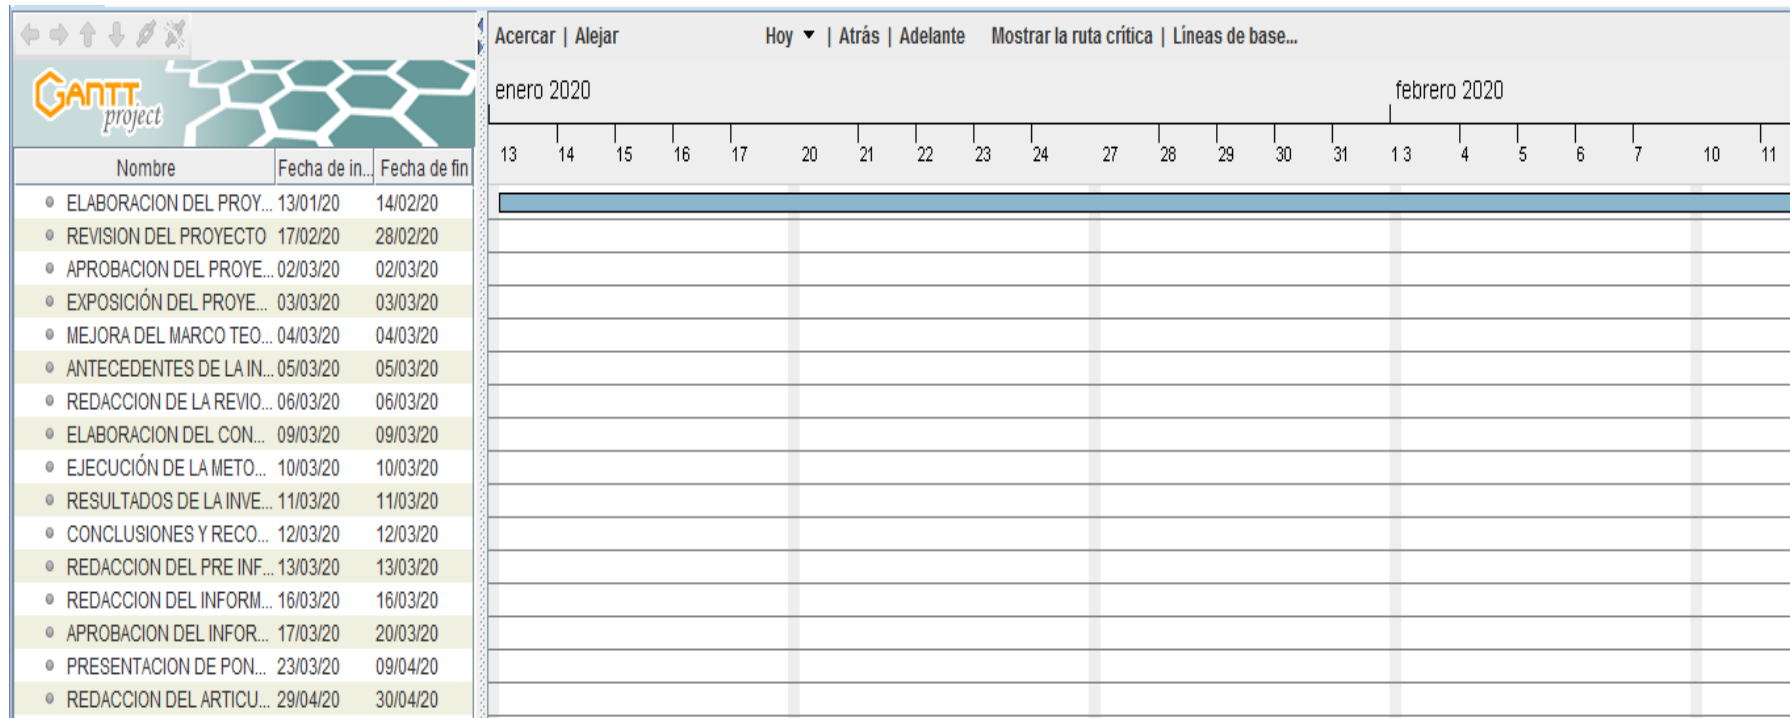 Acercar | Alejar Hoy ▼ | Atrás | Adelante Mostrar la ruta crítica | Líneas de base...
GANTT
project
enero 2020 febrero 2020
13 14 15 16 17 20 21 22 23 24 27 28 29 30 31 1 3 4 5 6 7 10 11
Nombre Fecha de in... Fecha de fin
ELABORACION DEL PROY... 13/01/20 14/02/20
REVISION DEL PROYECTO 17/02/20 28/02/20
APROBACION DEL PROYE... 02/03/20 02/03/20
EXPOSICIÓN DEL PROYE... 03/03/20 03/03/20
MEJORA DEL MARCO TEO... 04/03/20 04/03/20
ANTECEDENTES DE LA IN... 05/03/20 05/03/20
REDACCION DE LA REVIO... 06/03/20 06/03/20
ELABORACION DEL CON... 09/03/20 09/03/20
EJECUCIÓN DE LA METO... 10/03/20 10/03/20
RESULTADOS DE LA INVE... 11/03/20 11/03/20
CONCLUSIONES Y RECO... 12/03/20 12/03/20
REDACCION DEL PRE INF... 13/03/20 13/03/20
REDACCION DEL INFORM... 16/03/20 16/03/20
APROBACION DEL INFOR... 17/03/20 20/03/20
PRESENTACION DE PON... 23/03/20 09/04/20
REDACCION DEL ARTICU... 29/04/20 30/04/20